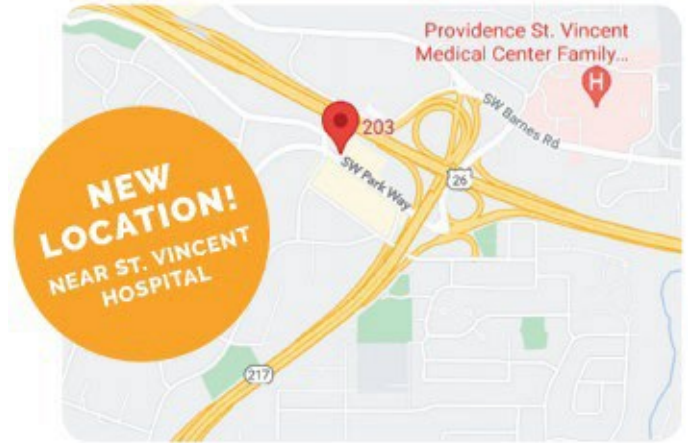 Providence St. Vincent
Medical Center Family...
H
SW Barnes Rd
203
SW Park Way
26
NEW
LOCATION!
NEAR ST. VINCENT
HOSPITAL
217